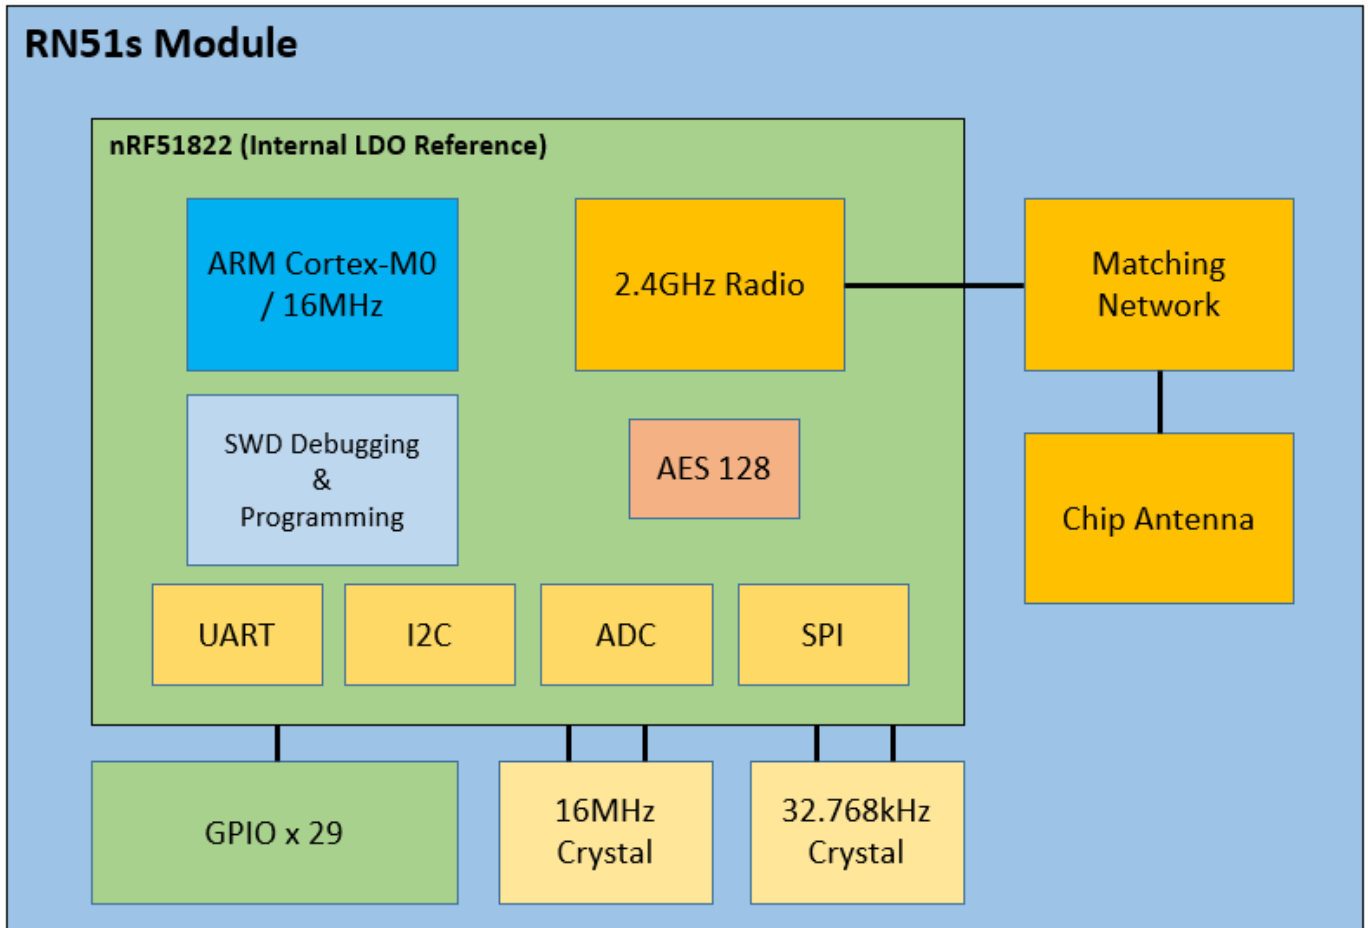 RN51s Module
nRF51822 (Internal LDO Reference)
ARM Cortex-M0
/ 16MHz
2.4GHz Radio
Matching
Network
SWD Debugging
&
Programming
AES 128
Chip Antenna
UART
I2C
ADC
SPI
GPIO x 29
16MHz
Crystal
32.768kHz
Crystal